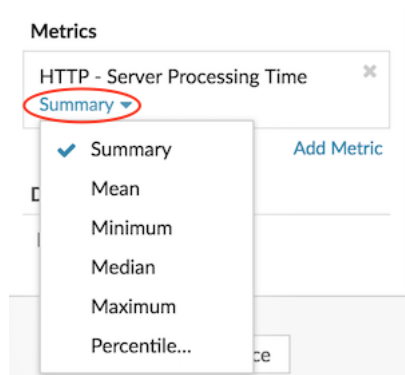 Metrics
HTTP - Server Processing Time
Summary
Summary
Add Metric
Mean
Minimum
Median
Maximum
Percentile...